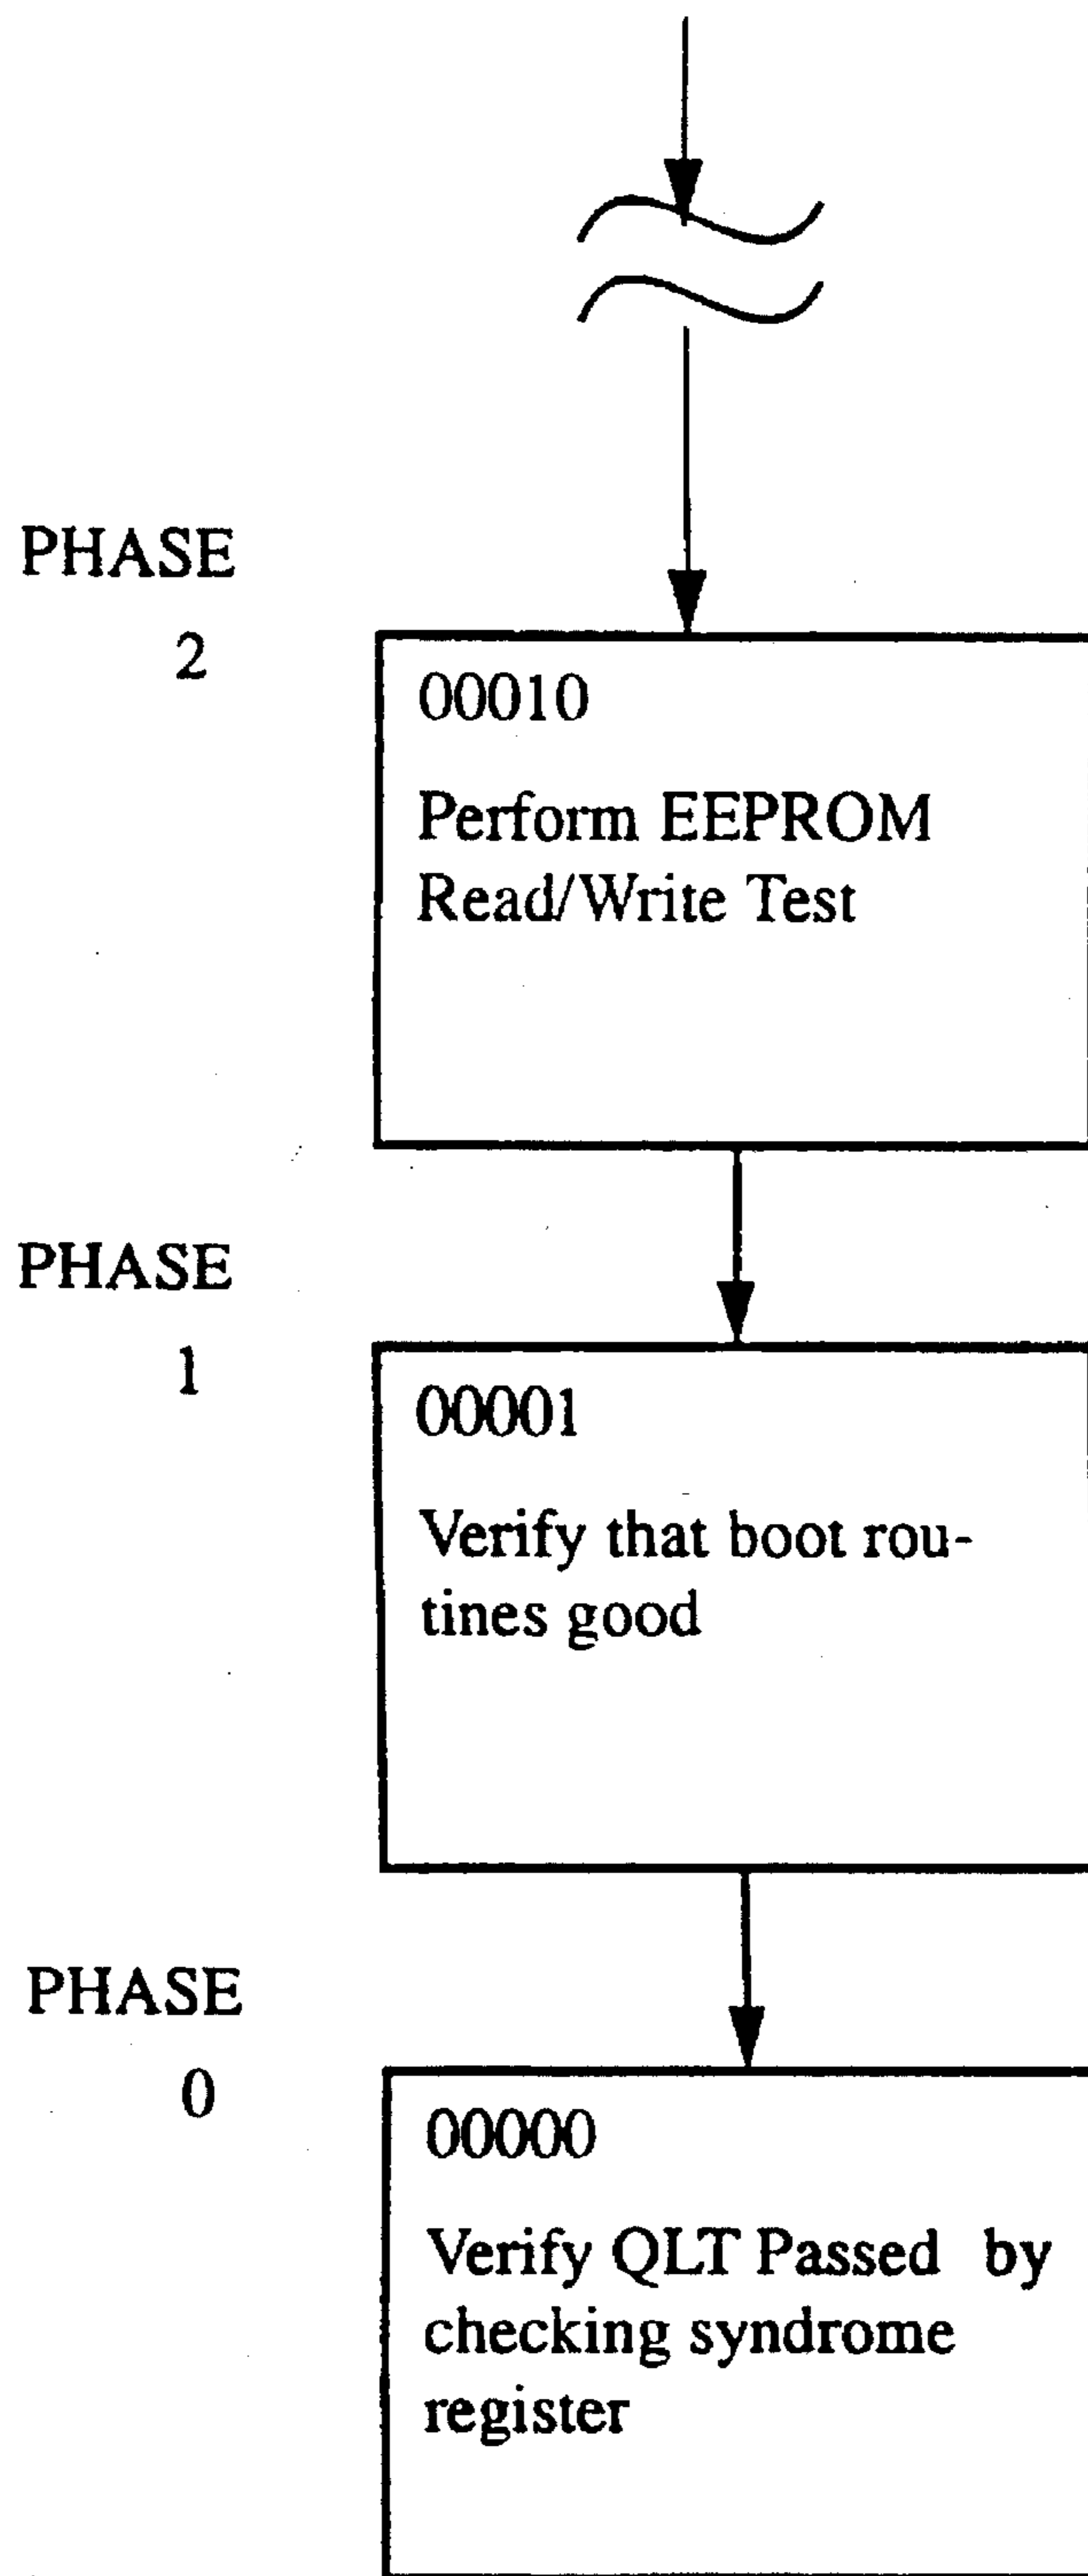 PHASE
2
00010
Perform EEPROM
Read/Write Test
PHASE
1
00001
Verify that boot rou-
tines good
PHASE
0
00000
Verify QLT Passed by
checking syndrome
register